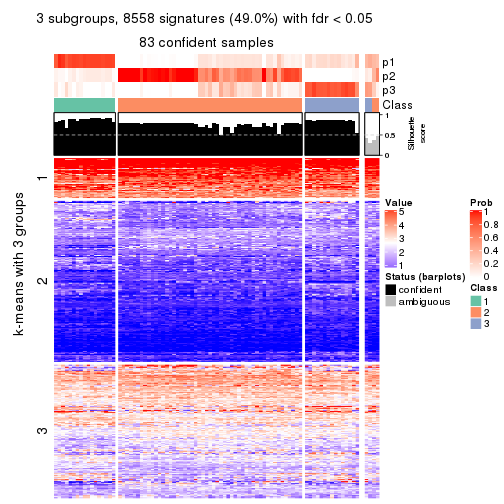 3 subgroups, 8558 signatures (49.0%) with fdr < 0.05
83 confident samples
p1
p2
p3
Class
1
0.5
0
Silhouette
score
k-means with 3 groups
1
2
3
Value
5
4
3
2
1
Status (barplots)
confident
ambiguous
Prob
1
0.8
0.6
0.4
0.2
0
Class
1
2
3